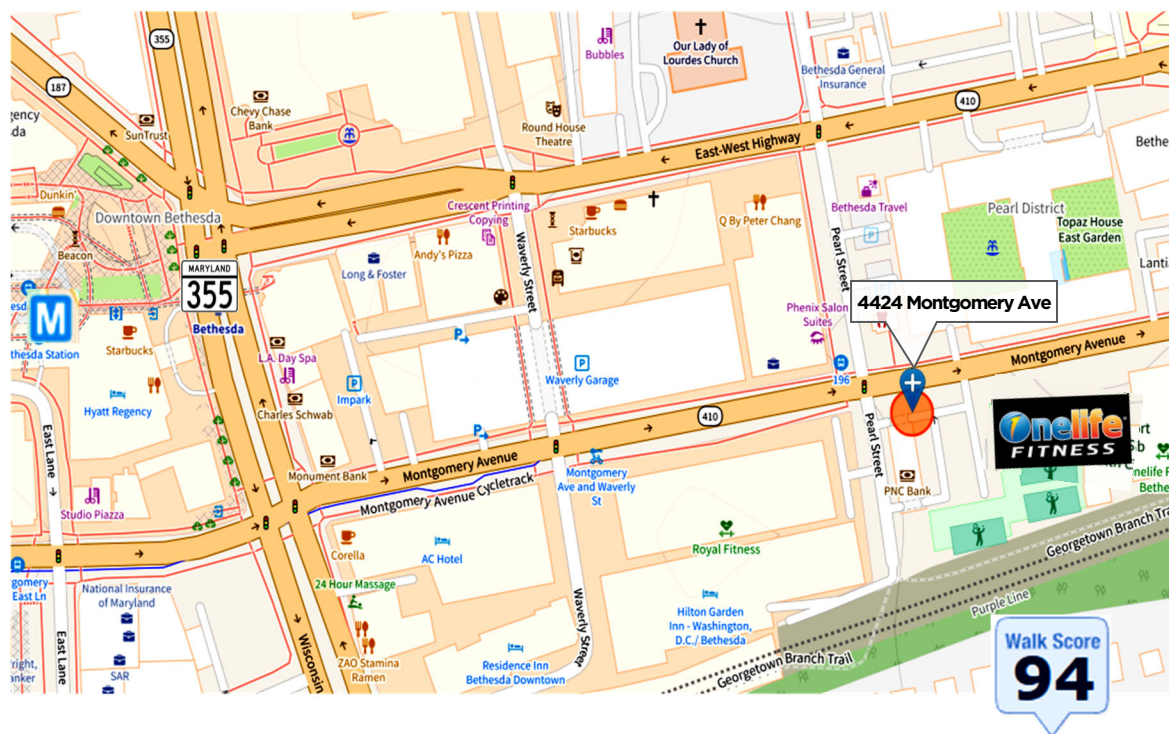 355
187
SunTrust
Chevy Chase
Bank
Bubbles
Our Lady of
Lourdes Church
Bethesda General
Insurance
410
Round House
Theatre
East-West Highway
Dunkin'
Downtown Bethesda
Beacon
Crescent Printing
Copying
Andy's Pizza
Long & Foster
Starbucks
Q By Peter Chang
Bethesda Travel
Pearl District
Topaz House
East Garden
Waverly Street
Pearl Street
MARYLAND
355
Bethesda
M
Starbucks
L.A. Day Spa
P
Impark
P
P
P
Waverly Garage
P
Phenix Salon
Suites
196
4424 Montgomery Ave
Montgomery Avenue
410
Hyatt Regency
Charles Schwab
East Lane
Monument Bank
Montgomery Avenue
Montgomery Avenue Cycletrack
Montgomery
Ave and Waverly
St
Pearl Street
PNC Bank
Onelife
FITNESS
Studio Piazza
Corella
AC Hotel
24 Hour Massage
Royal Fitness
Georgetown Branch Trai
East Ln
National Insurance
of Maryland
SAR
East Lane
Wisconsin
ZAO Stamina
Ramen
Waverly Street
Residence Inn
Bethesda Downtown
Hilton Garden
Inn - Washington,
D.C./ Bethesda
Georgetown Branch Trail
Purple Line
Walk Score
94